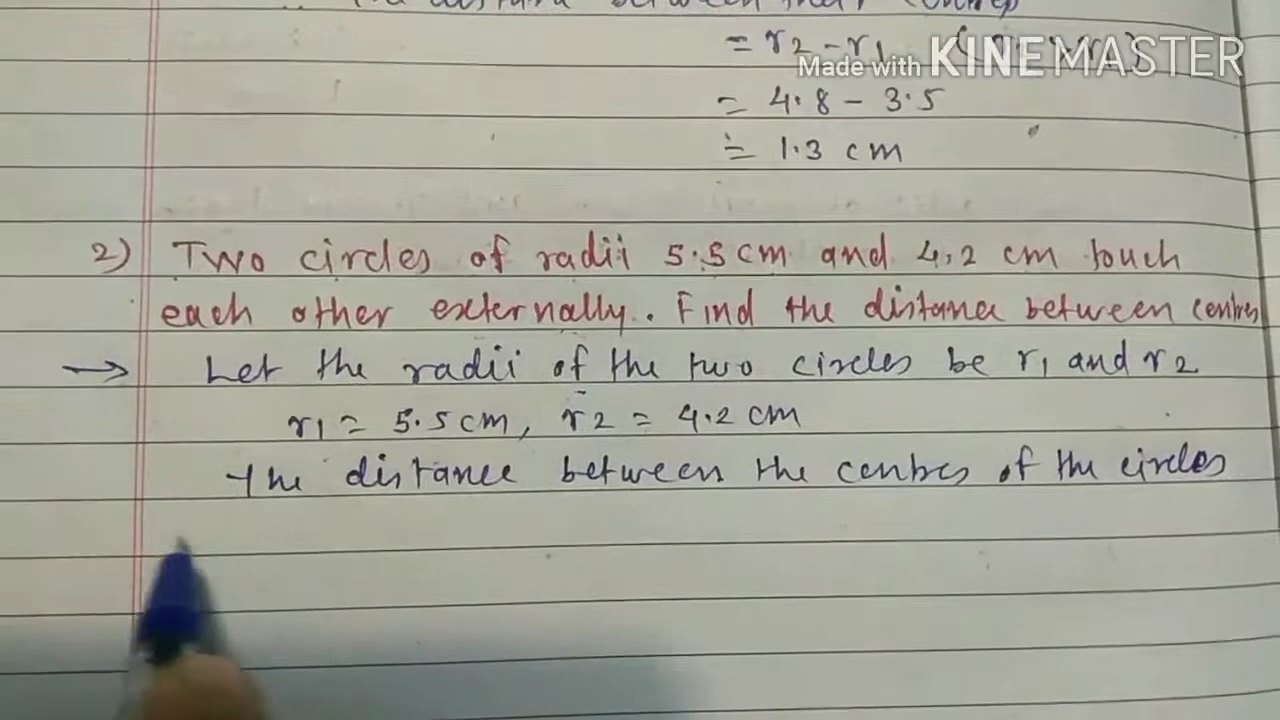 between their centres
= r2 - r1
Made with KINEMASTER
= 4.8 - 3.5
= 1.3 cm
2) Two circles of radii 5.5 cm and 4.2 cm touch
each other externally. Find the distance between centres
→ Let the radii of the two circles be r1 and r2
r1 = 5.5 cm, r2 = 4.2 cm
The distance between the centres of the circles